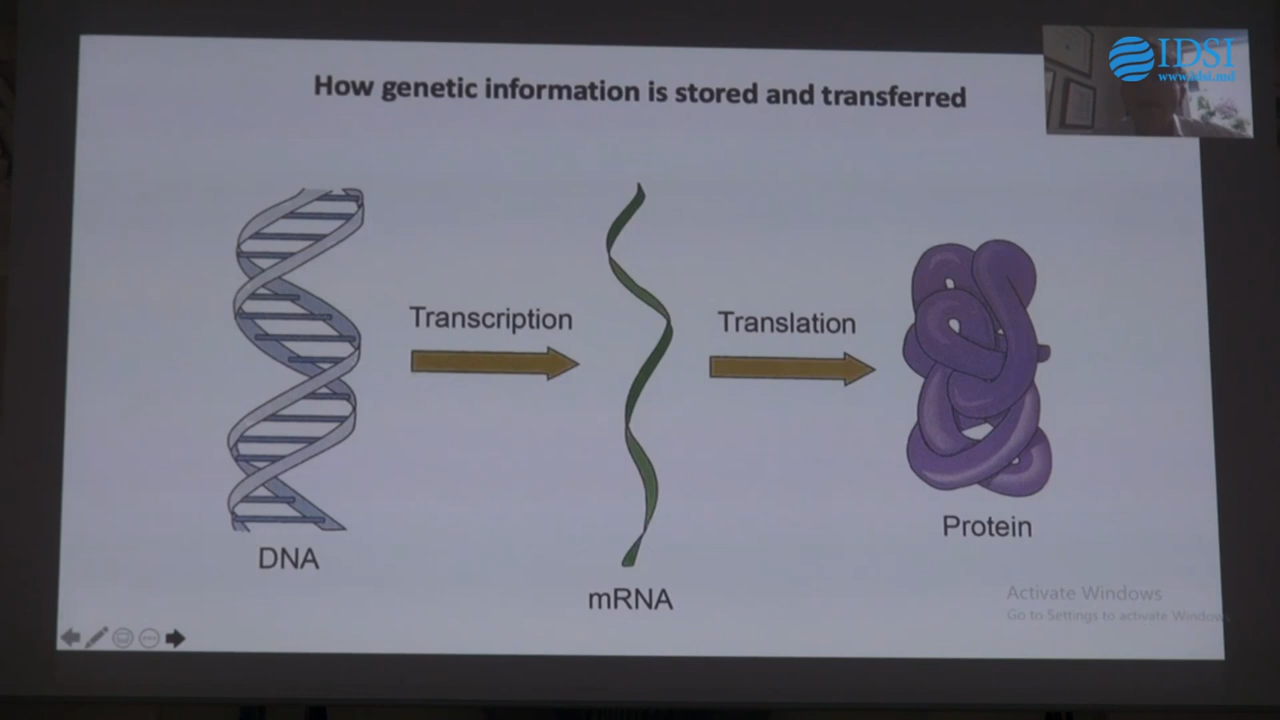 IDSI
www.idsi.md
How genetic information is stored and transferred
Transcription
Translation
DNA
mRNA
Protein
Activate Windows
Go to Settings to activate Windows